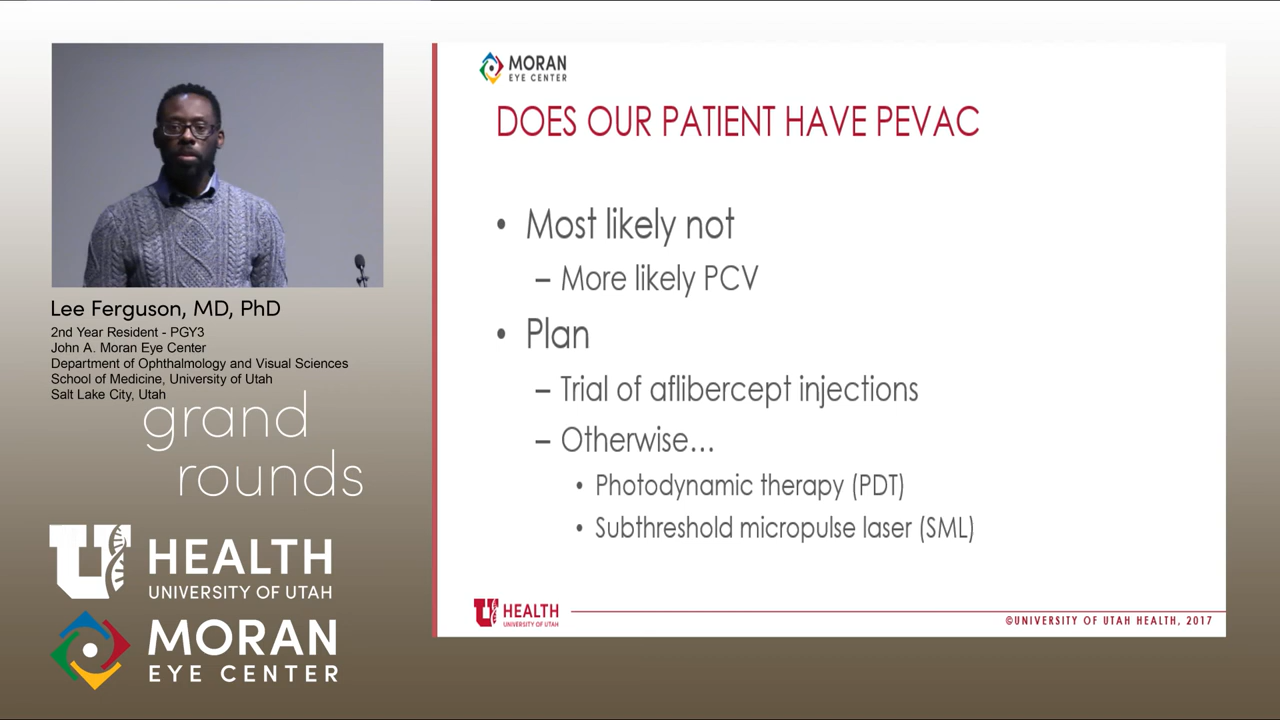 Lee Ferguson, MD, PhD
2nd Year Resident - PGY3
John A. Moran Eye Center
Department of Ophthalmology and Visual Sciences
School of Medicine, University of Utah
Salt Lake City, Utah
grand
rounds
U HEALTH
UNIVERSITY OF UTAH
MORAN
EYE CENTER
MORAN
EYE CENTER
DOES OUR PATIENT HAVE PEVAC
• Most likely not
– More likely PCV
• Plan
– Trial of aflibercept injections
– Otherwise...
• Photodynamic therapy (PDT)
• Subthreshold micropulse laser (SML)
U HEALTH
UNIVERSITY OF UTAH
©UNIVERSITY OF UTAH HEALTH, 2017